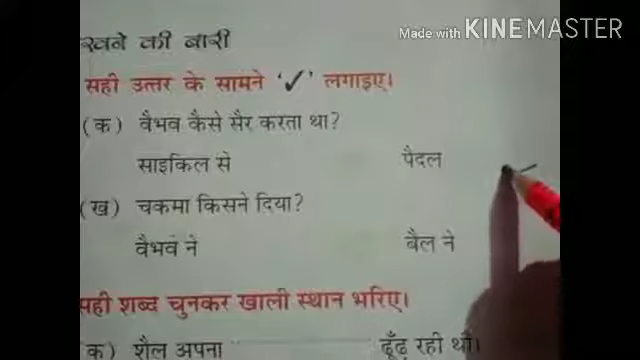 Made with KINEMASTER
खने की बारी
सही उत्तर के सामने ‘✓’ लगाइए।
(क) वैभव कैसे सैर करता था?
साइकिल से पैदल
(ख) चकमा किसने दिया?
वैभव ने बैल ने
सही शब्द चुनकर खाली स्थान भरिए।
क) शैल अपना ............ ढूँढ़ रही थी।